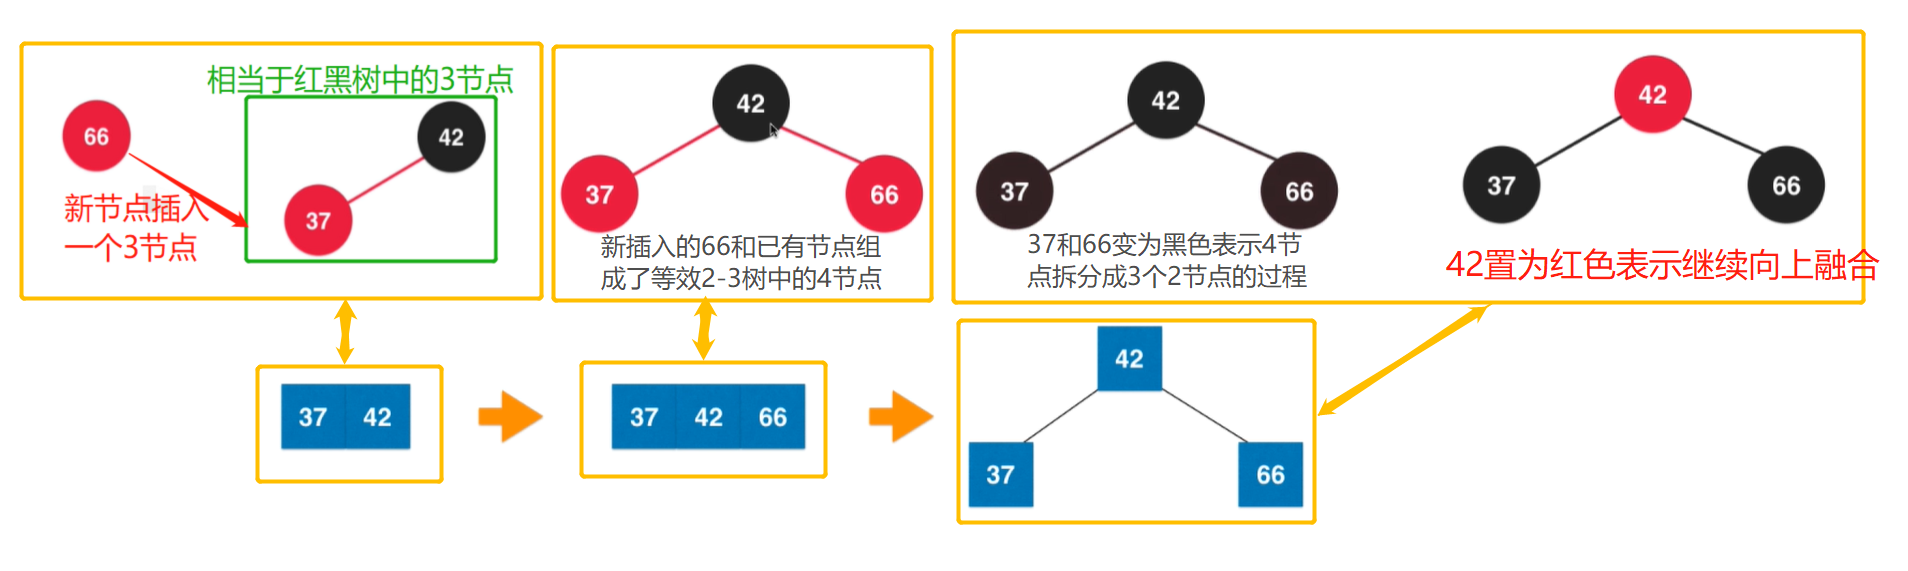 相当于红黑树中的3节点
66
42
37
新节点插入
一个3节点
42
37
66
新插入的66和已有节点组
成了等效2-3树中的4节点
42
37
66
37和66变为黑色表示4节
点拆分成3个2节点的过程
42
37
66
42置为红色表示继续向上融合
37 42
37 42 66
42
37
66